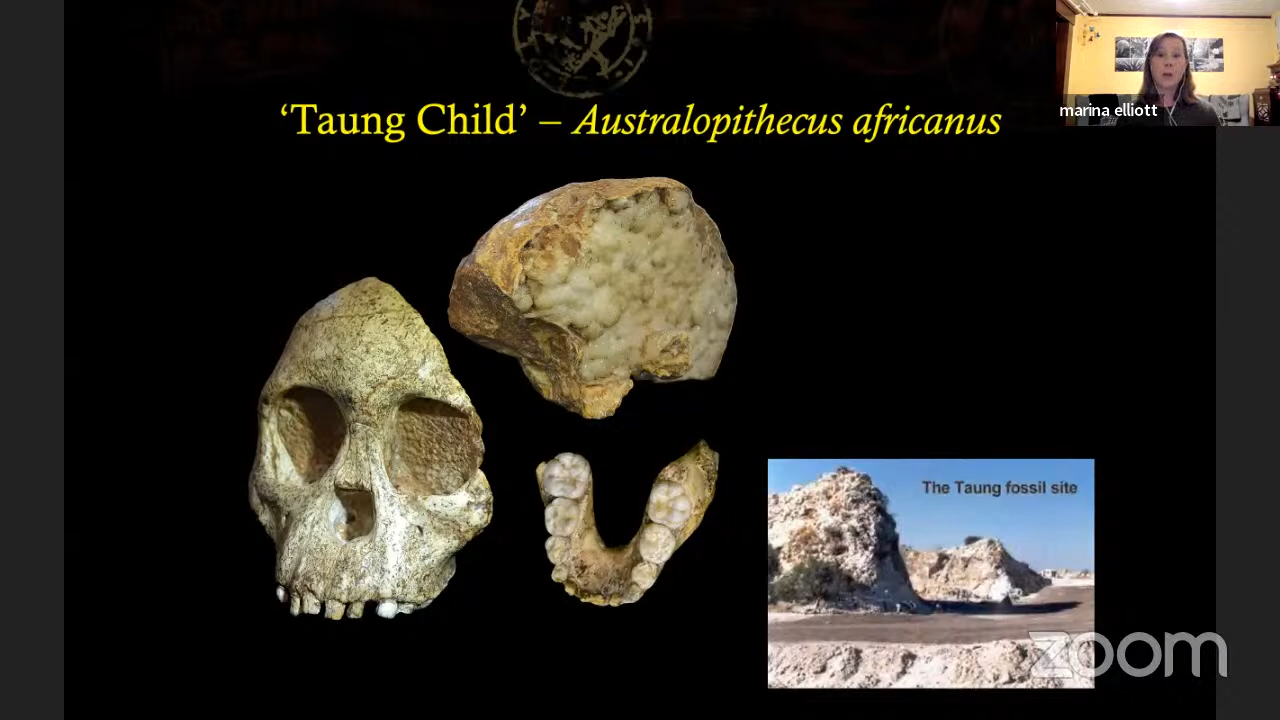 ‘Taung Child’ – Australopithecus africanus
marina elliott
The Taung fossil site
zoom